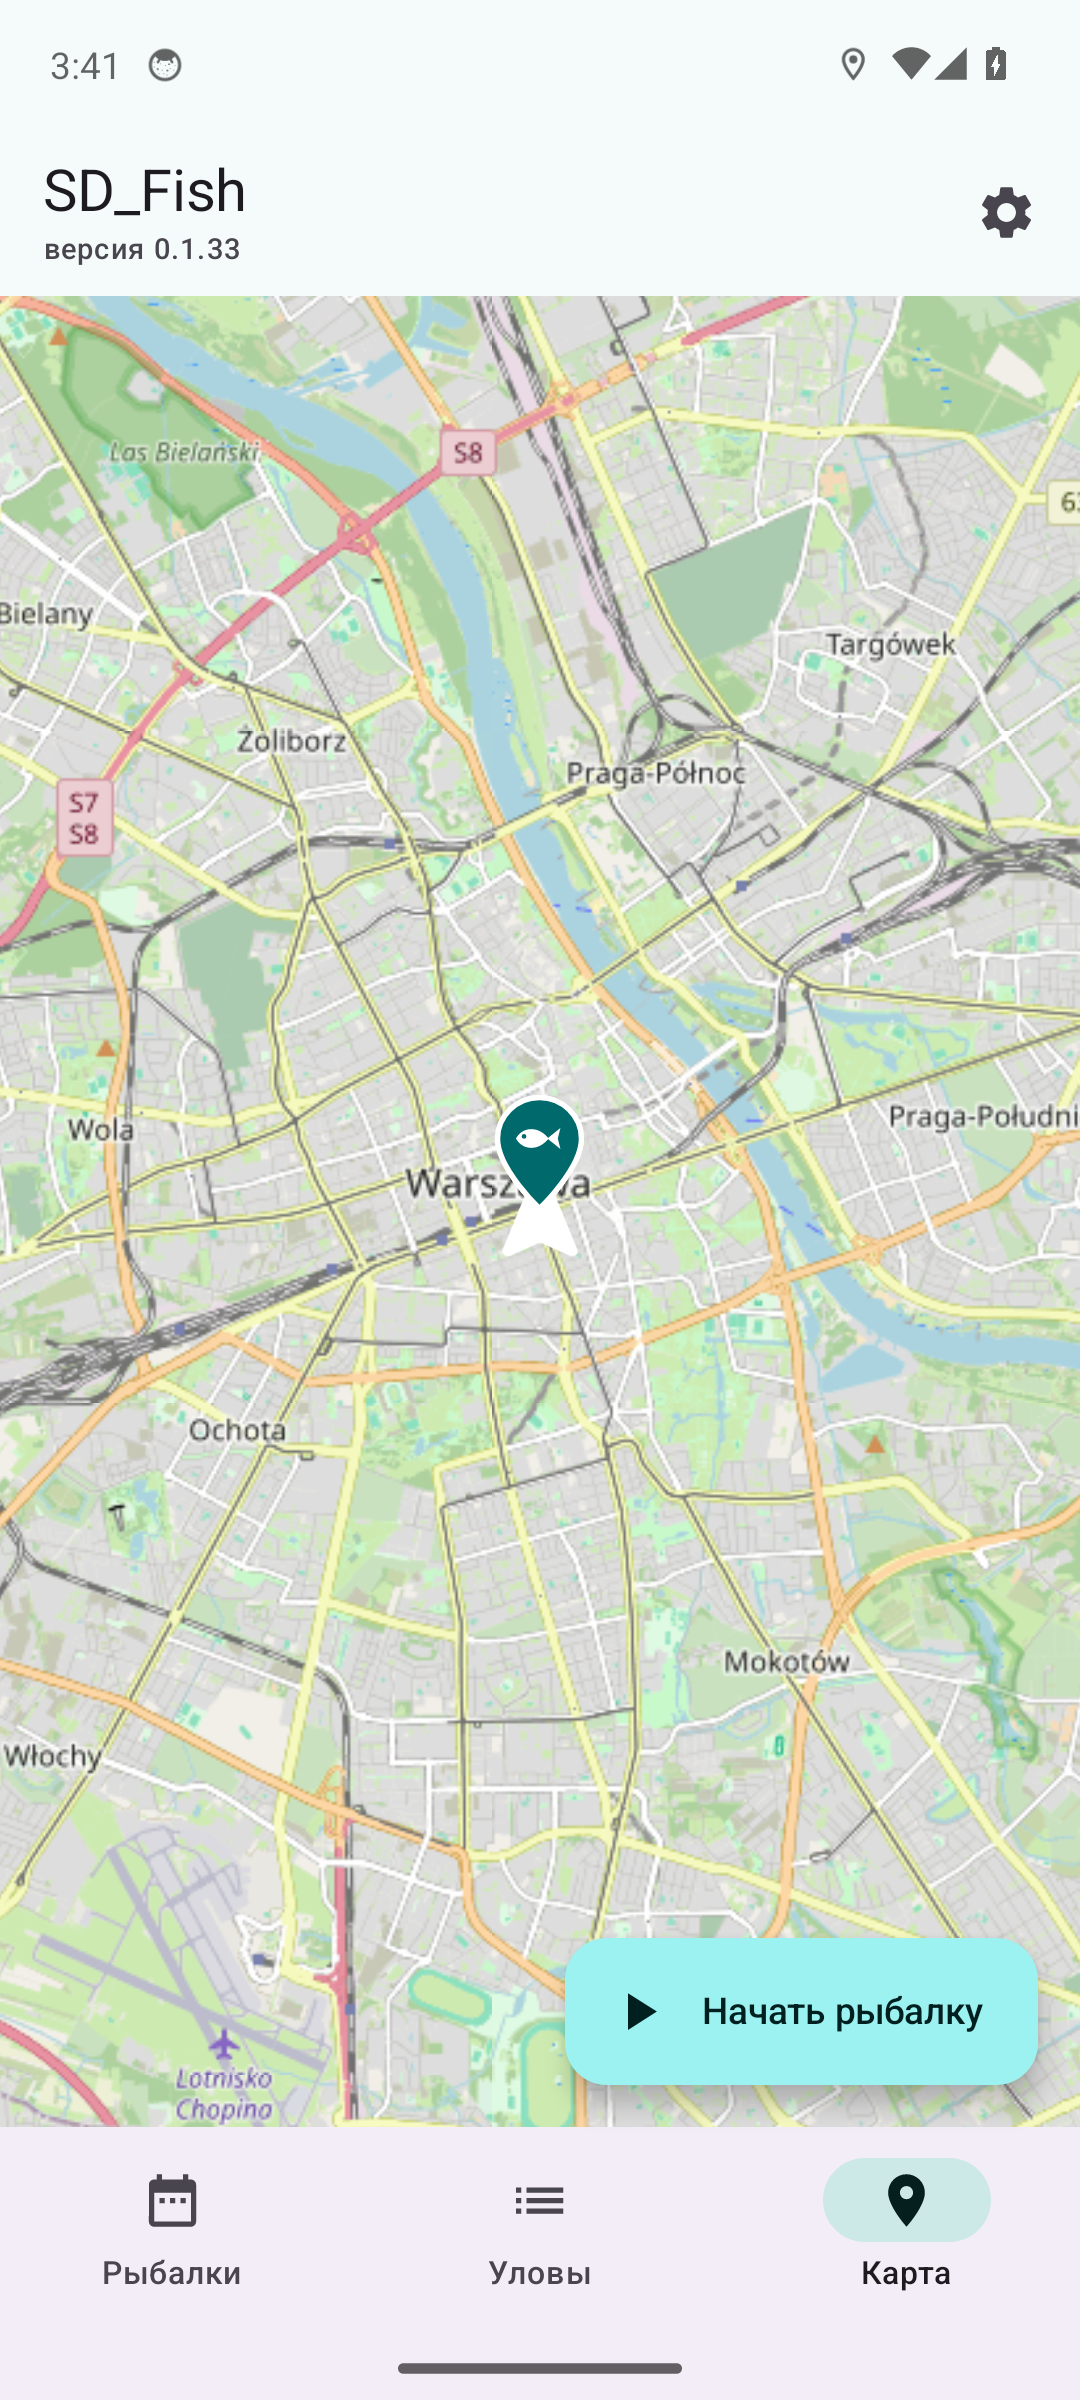 3:41
SD_Fish
версия 0.1.33
Las Bielański
S8
Bielany
Targówek
Żoliborz
Praga-Północ
S7
S8
Wola
Praga-Południ
Warszawa
Ochota
Mokotów
Włochy
Lotnisko
Chopina
Начать рыбалку
Рыбалки
Уловы
Карта